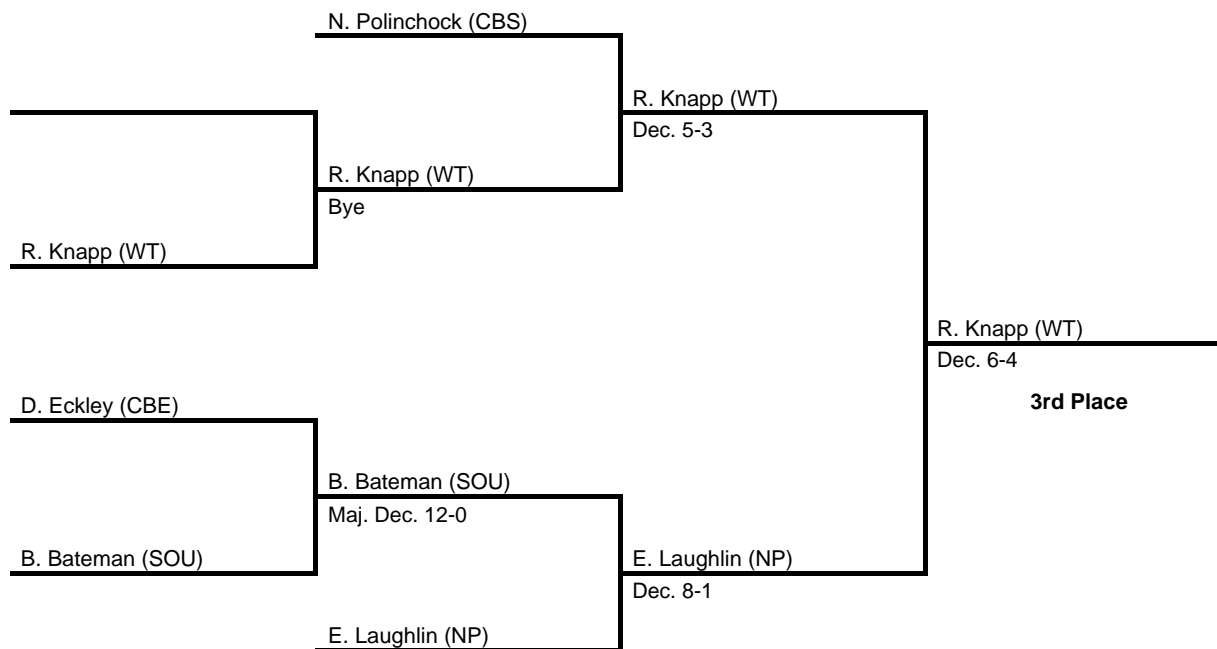 N. Polinchock (CBS)
R. Knapp (WT)
Dec. 5-3
R. Knapp (WT)
Bye
R. Knapp (WT)
R. Knapp (WT)
Dec. 6-4
3rd Place
D. Eckley (CBE)
B. Bateman (SOU)
Maj. Dec. 12-0
B. Bateman (SOU)
E. Laughlin (NP)
Dec. 8-1
E. Laughlin (NP)